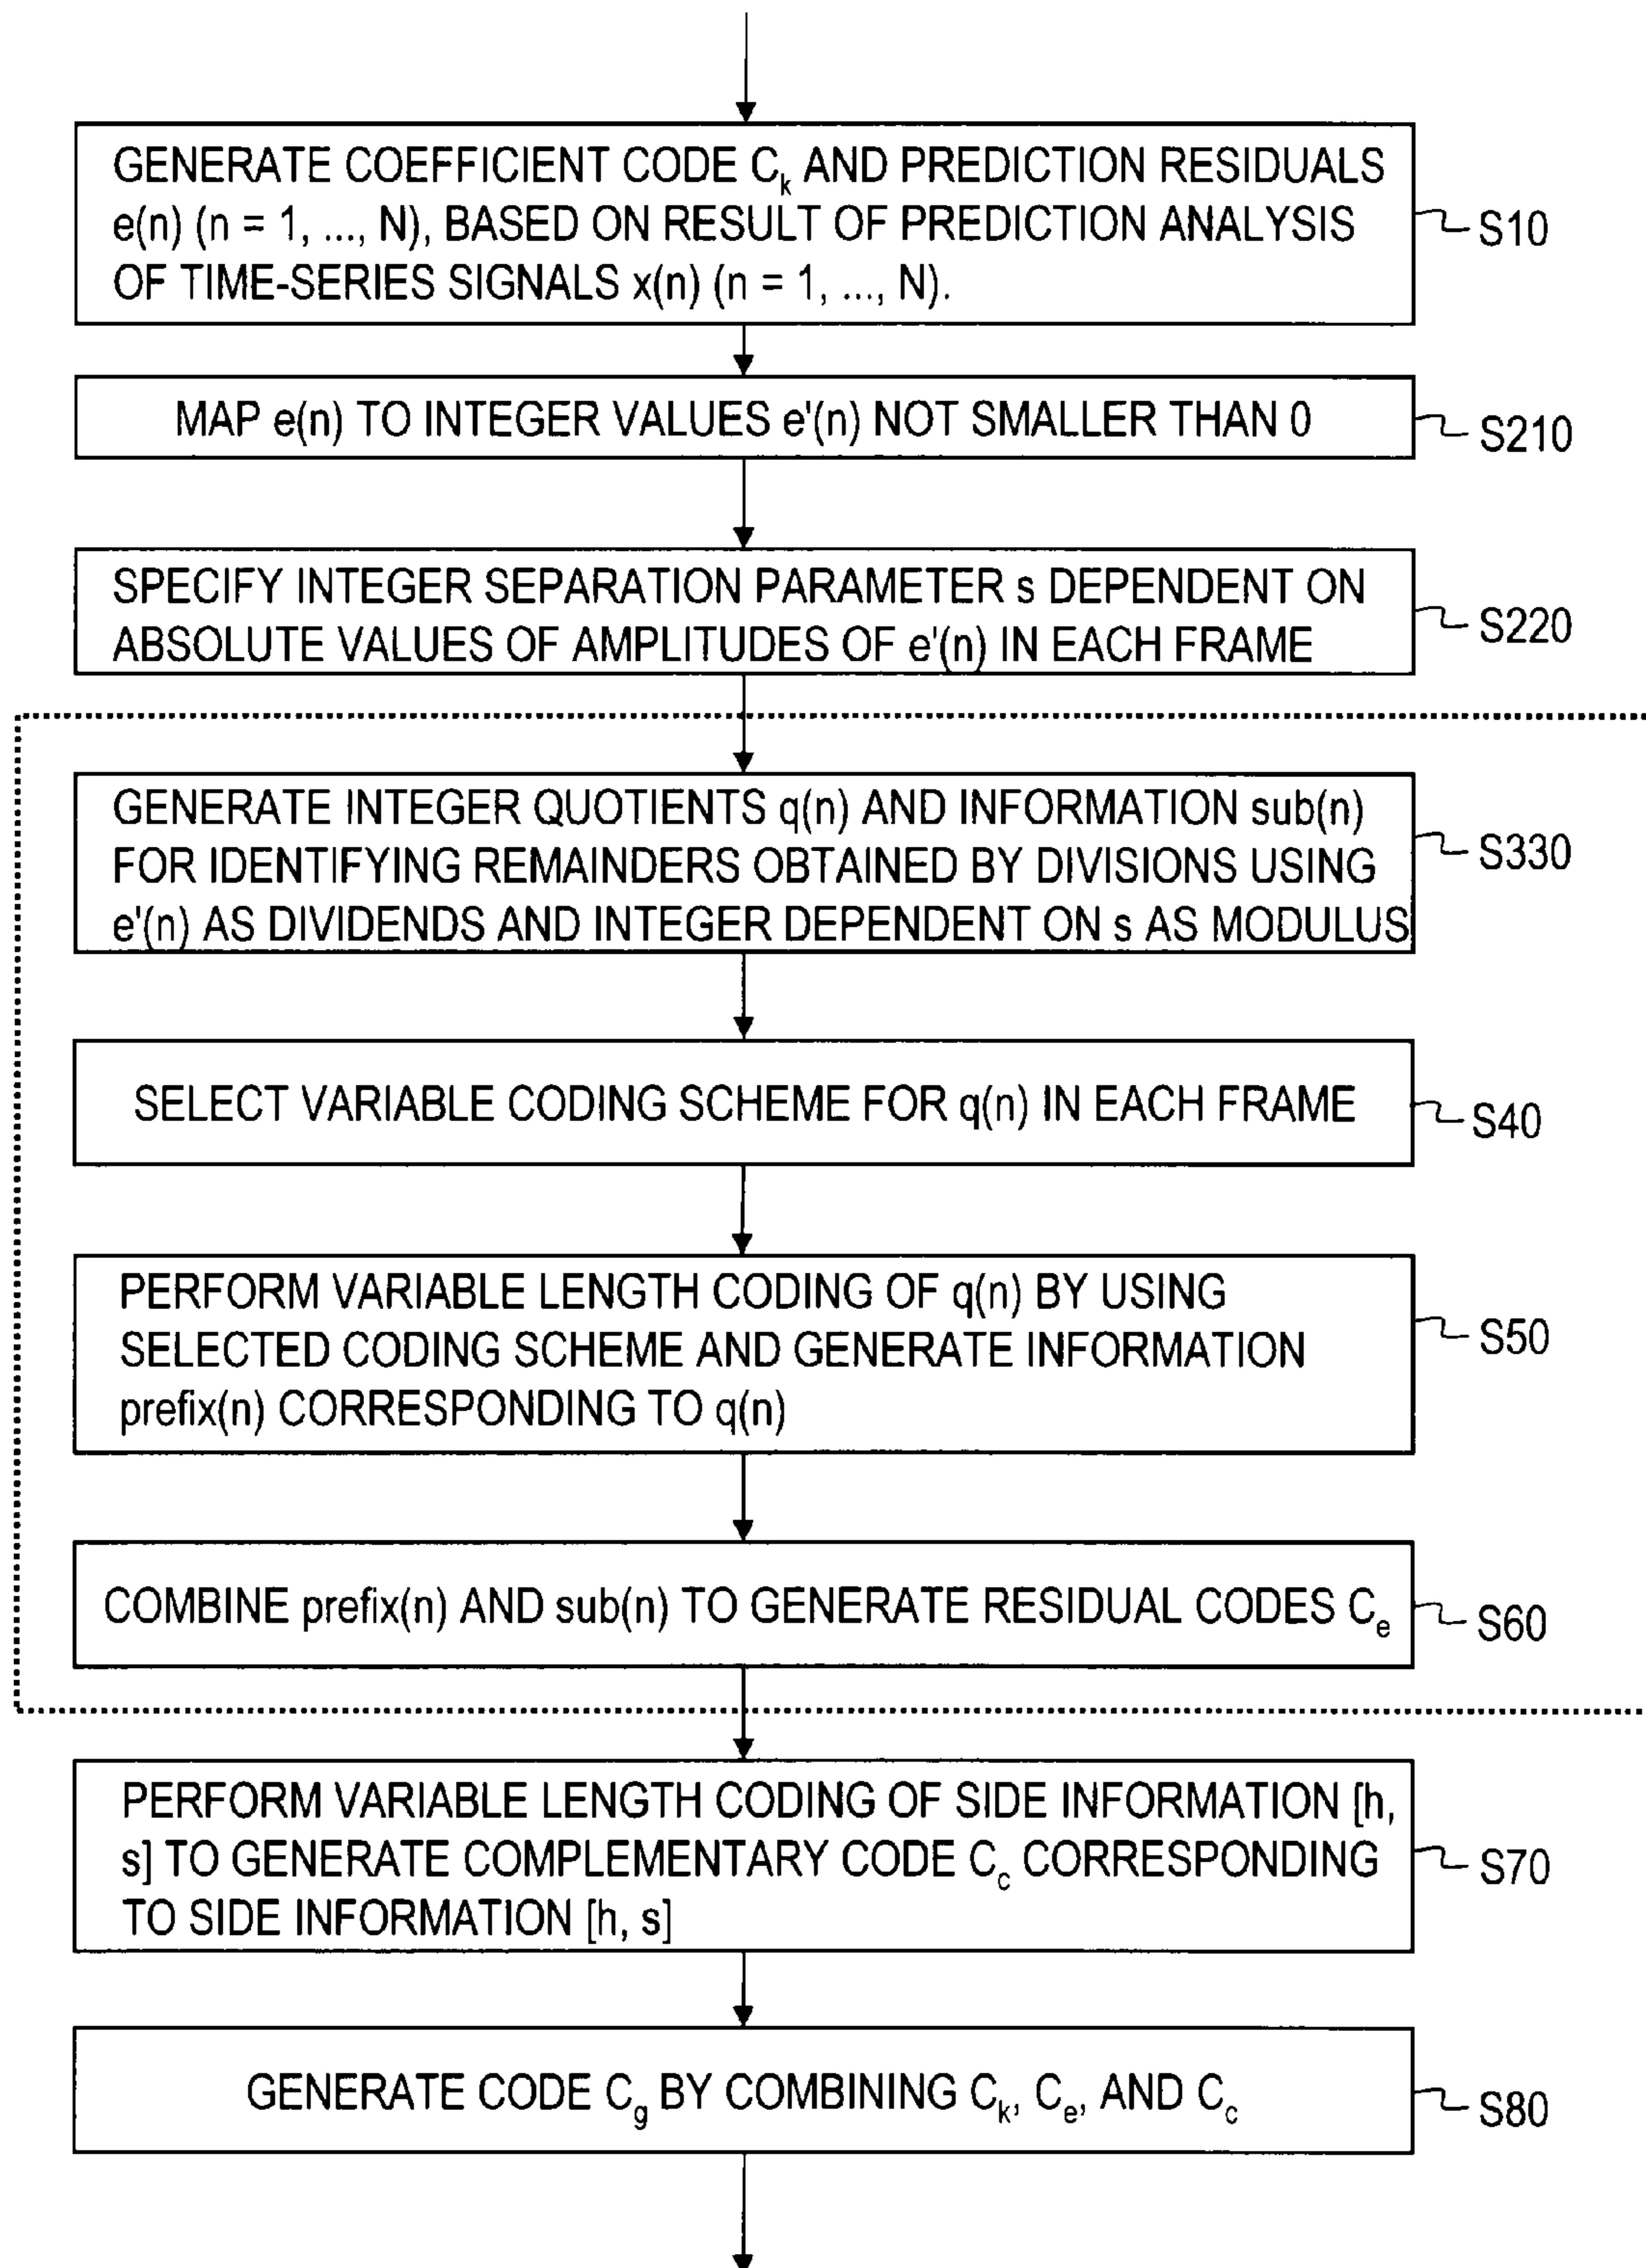 GENERATE COEFFICIENT CODE Ck AND PREDICTION RESIDUALS
e(n) (n = 1, ..., N), BASED ON RESULT OF PREDICTION ANALYSIS
OF TIME-SERIES SIGNALS x(n) (n = 1, ..., N).
S10
MAP e(n) TO INTEGER VALUES e'(n) NOT SMALLER THAN 0
S210
SPECIFY INTEGER SEPARATION PARAMETER s DEPENDENT ON
ABSOLUTE VALUES OF AMPLITUDES OF e'(n) IN EACH FRAME
S220
GENERATE INTEGER QUOTIENTS q(n) AND INFORMATION sub(n)
FOR IDENTIFYING REMAINDERS OBTAINED BY DIVISIONS USING
e'(n) AS DIVIDENDS AND INTEGER DEPENDENT ON s AS MODULUS
S330
SELECT VARIABLE CODING SCHEME FOR q(n) IN EACH FRAME
S40
PERFORM VARIABLE LENGTH CODING OF q(n) BY USING
SELECTED CODING SCHEME AND GENERATE INFORMATION
prefix(n) CORRESPONDING TO q(n)
S50
COMBINE prefix(n) AND sub(n) TO GENERATE RESIDUAL CODES Ce
S60
PERFORM VARIABLE LENGTH CODING OF SIDE INFORMATION [h,
s] TO GENERATE COMPLEMENTARY CODE Cc CORRESPONDING
TO SIDE INFORMATION [h, s]
S70
GENERATE CODE Cg BY COMBINING Ck, Ce, AND Cc
S80